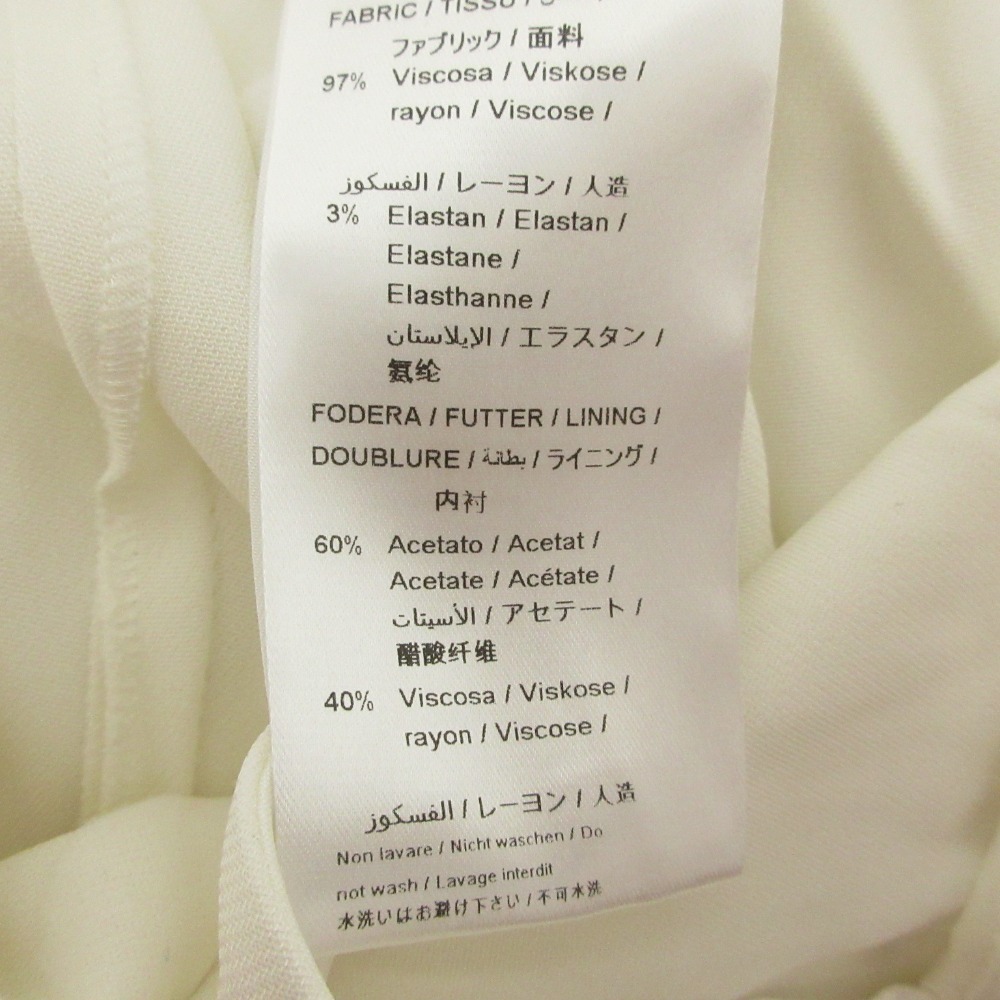 FABRIC / TISSU /
ファブリック / 面料
97% Viscosa / Viskose /
rayon / Viscose /
الفسكوز / レーヨン / 人造
3% Elastan / Elastan /
Elastane /
Elasthanne /
الإيلاستان / エラスタン /
氨纶
FODERA / FUTTER / LINING /
DOUBLURE / بطانة / ライニング /
内衬
60% Acetato / Acetat /
Acetate / Acétate /
الأسيتات / アセテート /
醋酸纤维
40% Viscosa / Viskose /
rayon / Viscose /
الفسكوز / レーヨン / 人造
Non lavare / Nicht waschen / Do
not wash / Lavage interdit
水洗いはお避け下さい / 不可水洗